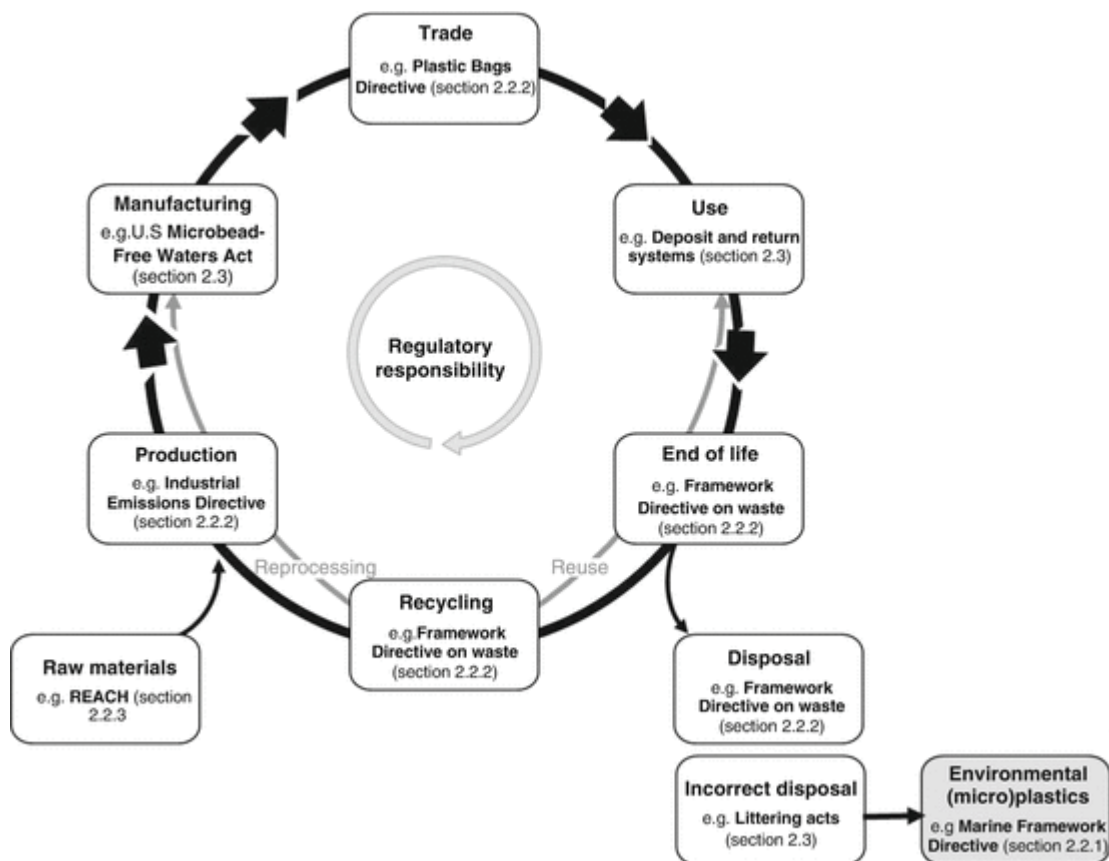 Trade
e.g. Plastic Bags
Directive (section 2.2.2)
Manufacturing
e.g.U.S Microbead-
Free Waters Act
(section 2.3)
Use
e.g. Deposit and return
systems (section 2.3)
Regulatory
responsibility
Production
e.g. Industrial
Emissions Directive
(section 2.2.2)
End of life
e.g. Framework
Directive on waste
(section 2.2.2)
Reprocessing
Reuse
Recycling
e.g.Framework
Directive on waste
(section 2.2.2)
Raw materials
e.g. REACH (section
2.2.3
Disposal
e.g. Framework
Directive on waste
(section 2.2.2)
Incorrect disposal
e.g. Littering acts
(section 2.3)
Environmental
(micro)plastics
e.g Marine Framework
Directive (section 2.2.1)